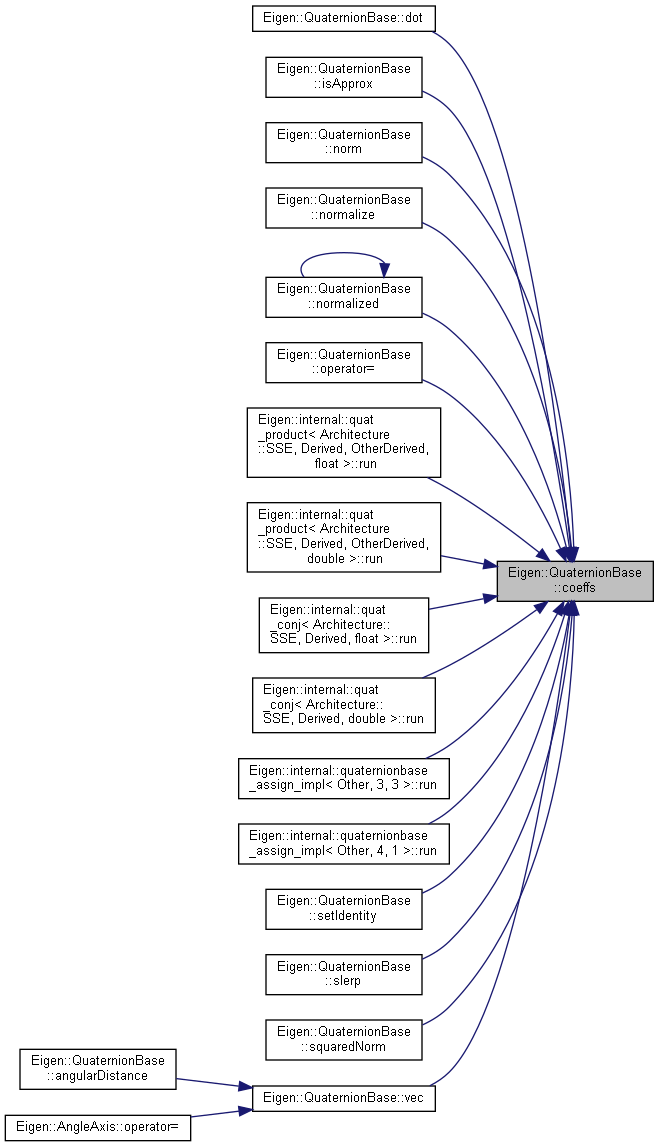 Eigen::QuaternionBase::dot
Eigen::QuaternionBase
::isApprox
Eigen::QuaternionBase
::norm
Eigen::QuaternionBase
::normalize
Eigen::QuaternionBase
::normalized
Eigen::QuaternionBase
::operator=
Eigen::internal::quat
_product< Architecture
::SSE, Derived, OtherDerived,
float >::run
Eigen::internal::quat
_product< Architecture
::SSE, Derived, OtherDerived,
double >::run
Eigen::QuaternionBase
::coeffs
Eigen::internal::quat
_conj< Architecture::
SSE, Derived, float >::run
Eigen::internal::quat
_conj< Architecture::
SSE, Derived, double >::run
Eigen::internal::quaternionbase
_assign_impl< Other, 3, 3 >::run
Eigen::internal::quaternionbase
_assign_impl< Other, 4, 1 >::run
Eigen::QuaternionBase
::setIdentity
Eigen::QuaternionBase
::slerp
Eigen::QuaternionBase
::squaredNorm
Eigen::QuaternionBase
::angularDistance
Eigen::QuaternionBase::vec
Eigen::AngleAxis::operator=